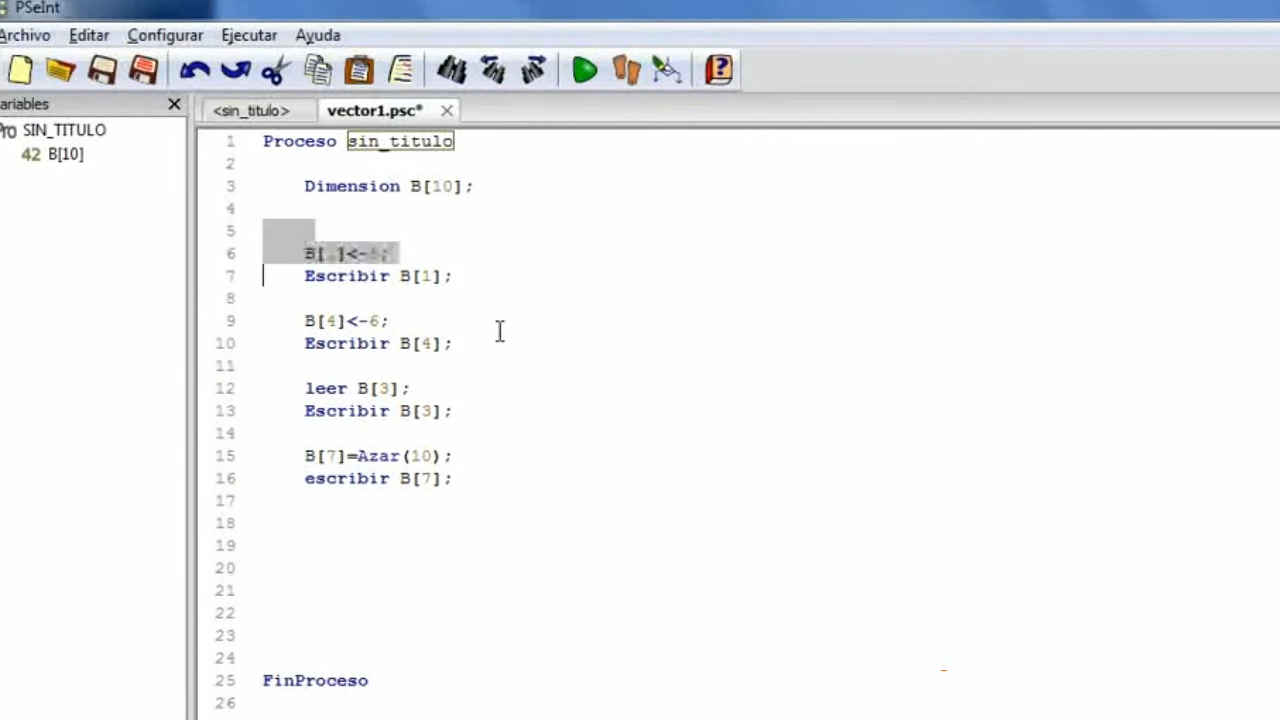 PSeInt
Archivo Editar Configurar Ejecutar Ayuda
ariables
<sin_titulo> vector1.psc*
ro SIN_TITULO
42 B[10]
1 Proceso sin_titulo
2
3 Dimension B[10];
4
5
6
7 Escribir B[1];
8
9 B[4]<-6;
10 Escribir B[4];
11
12 leer B[3];
13 Escribir B[3];
14
15 B[7]=Azar(10);
16 escribir B[7];
17
18
19
20
21
22
23
24
25 FinProceso
26